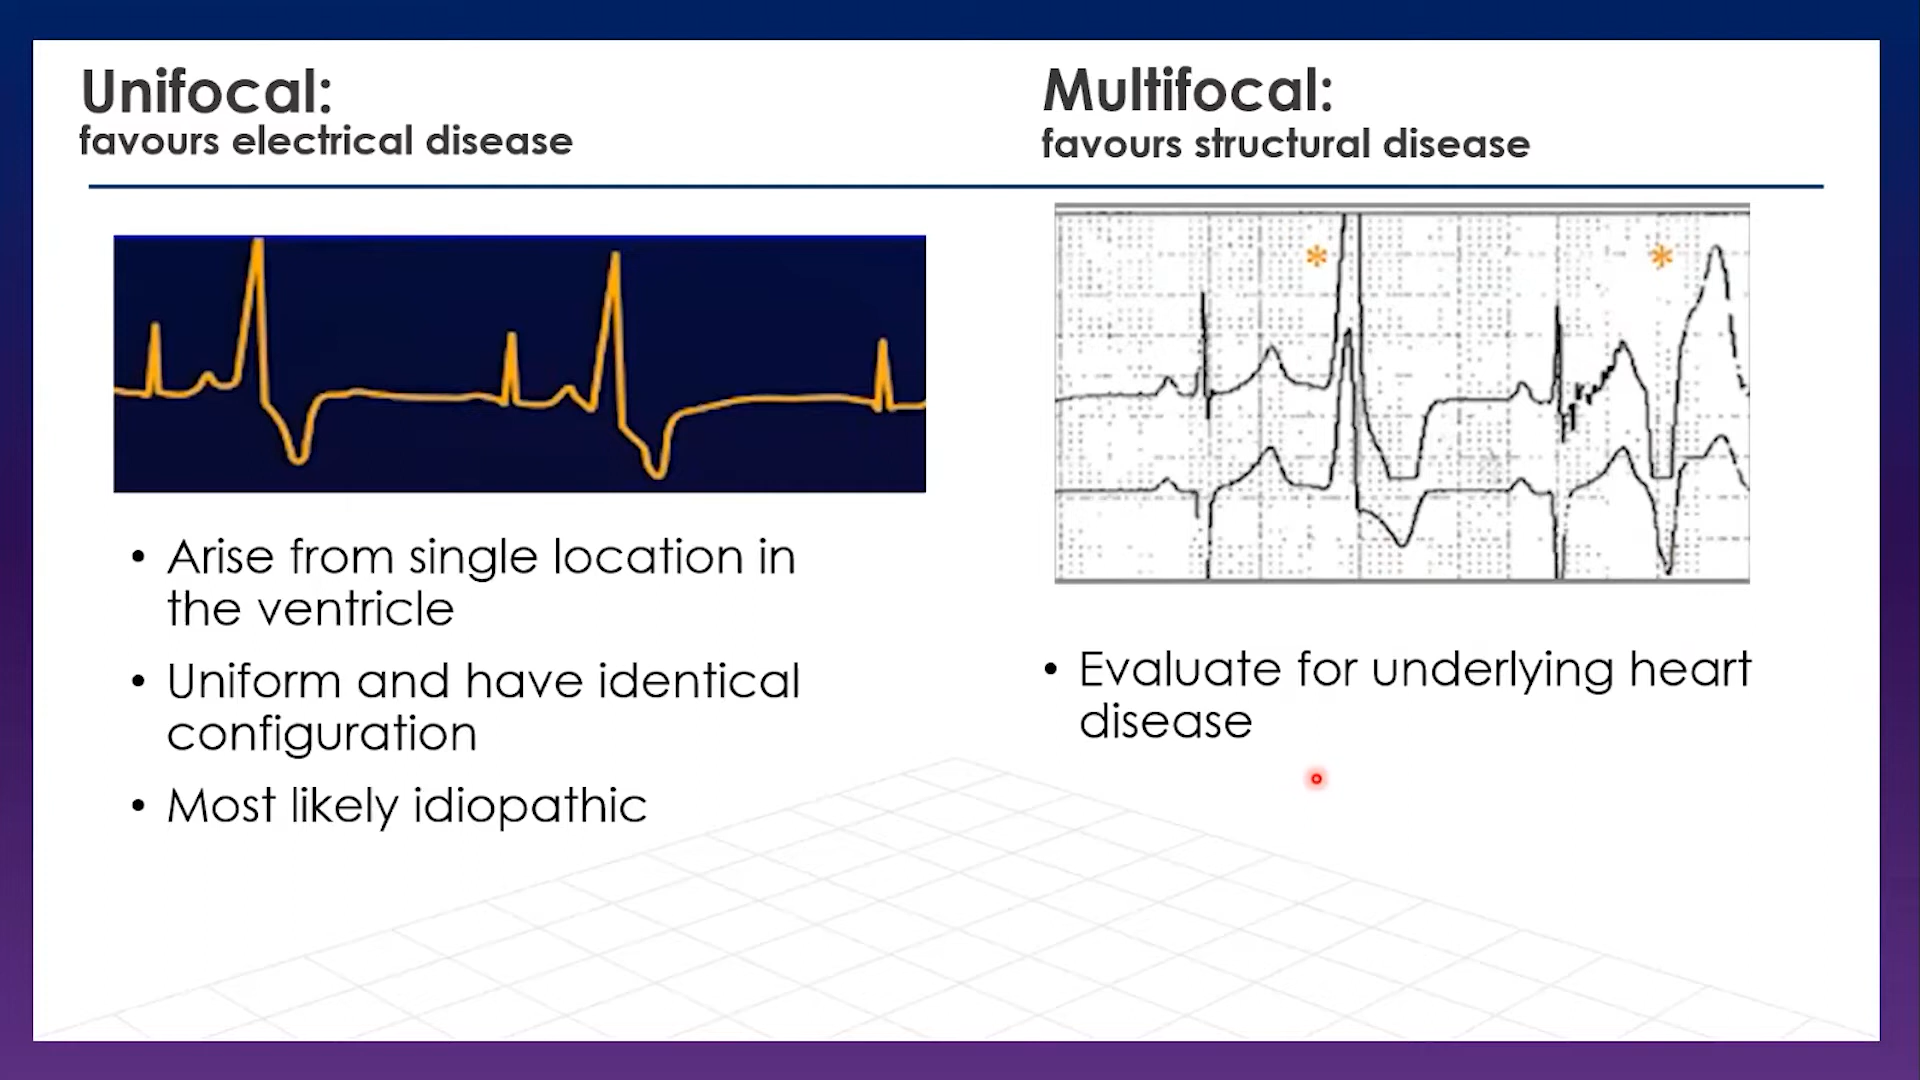 Unifocal:
favours electrical disease
• Arise from single location in
the ventricle
• Uniform and have identical
configuration
• Most likely idiopathic
Multifocal:
favours structural disease
* *
• Evaluate for underlying heart
disease